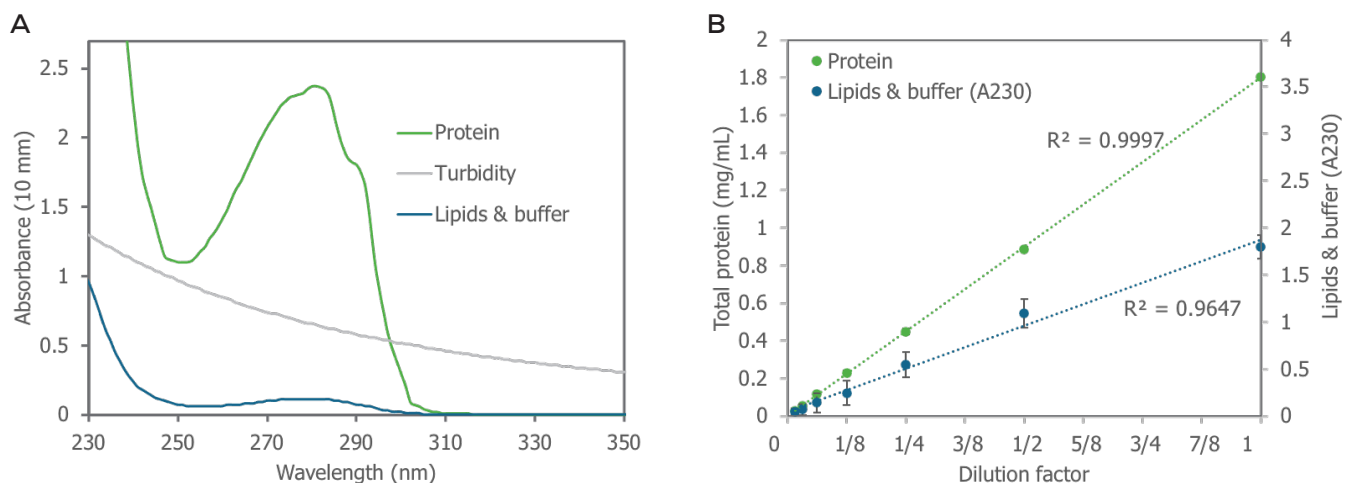 A
Absorbance (10 mm)
2.5
2
1.5
1
0.5
0
Protein
Turbidity
Lipids & buffer
230 250 270 290 310 330 350
Wavelength (nm)
B
Total protein (mg/mL)
2
1.8
1.6
1.4
1.2
1
0.8
0.6
0.4
0.2
0
Protein
Lipids & buffer (A230)
R² = 0.9997
R² = 0.9647
4
3.5
3
2.5
2
1.5
1
0.5
0
Lipids & buffer (A230)
0 1/8 1/4 3/8 1/2 5/8 3/4 7/8 1
Dilution factor